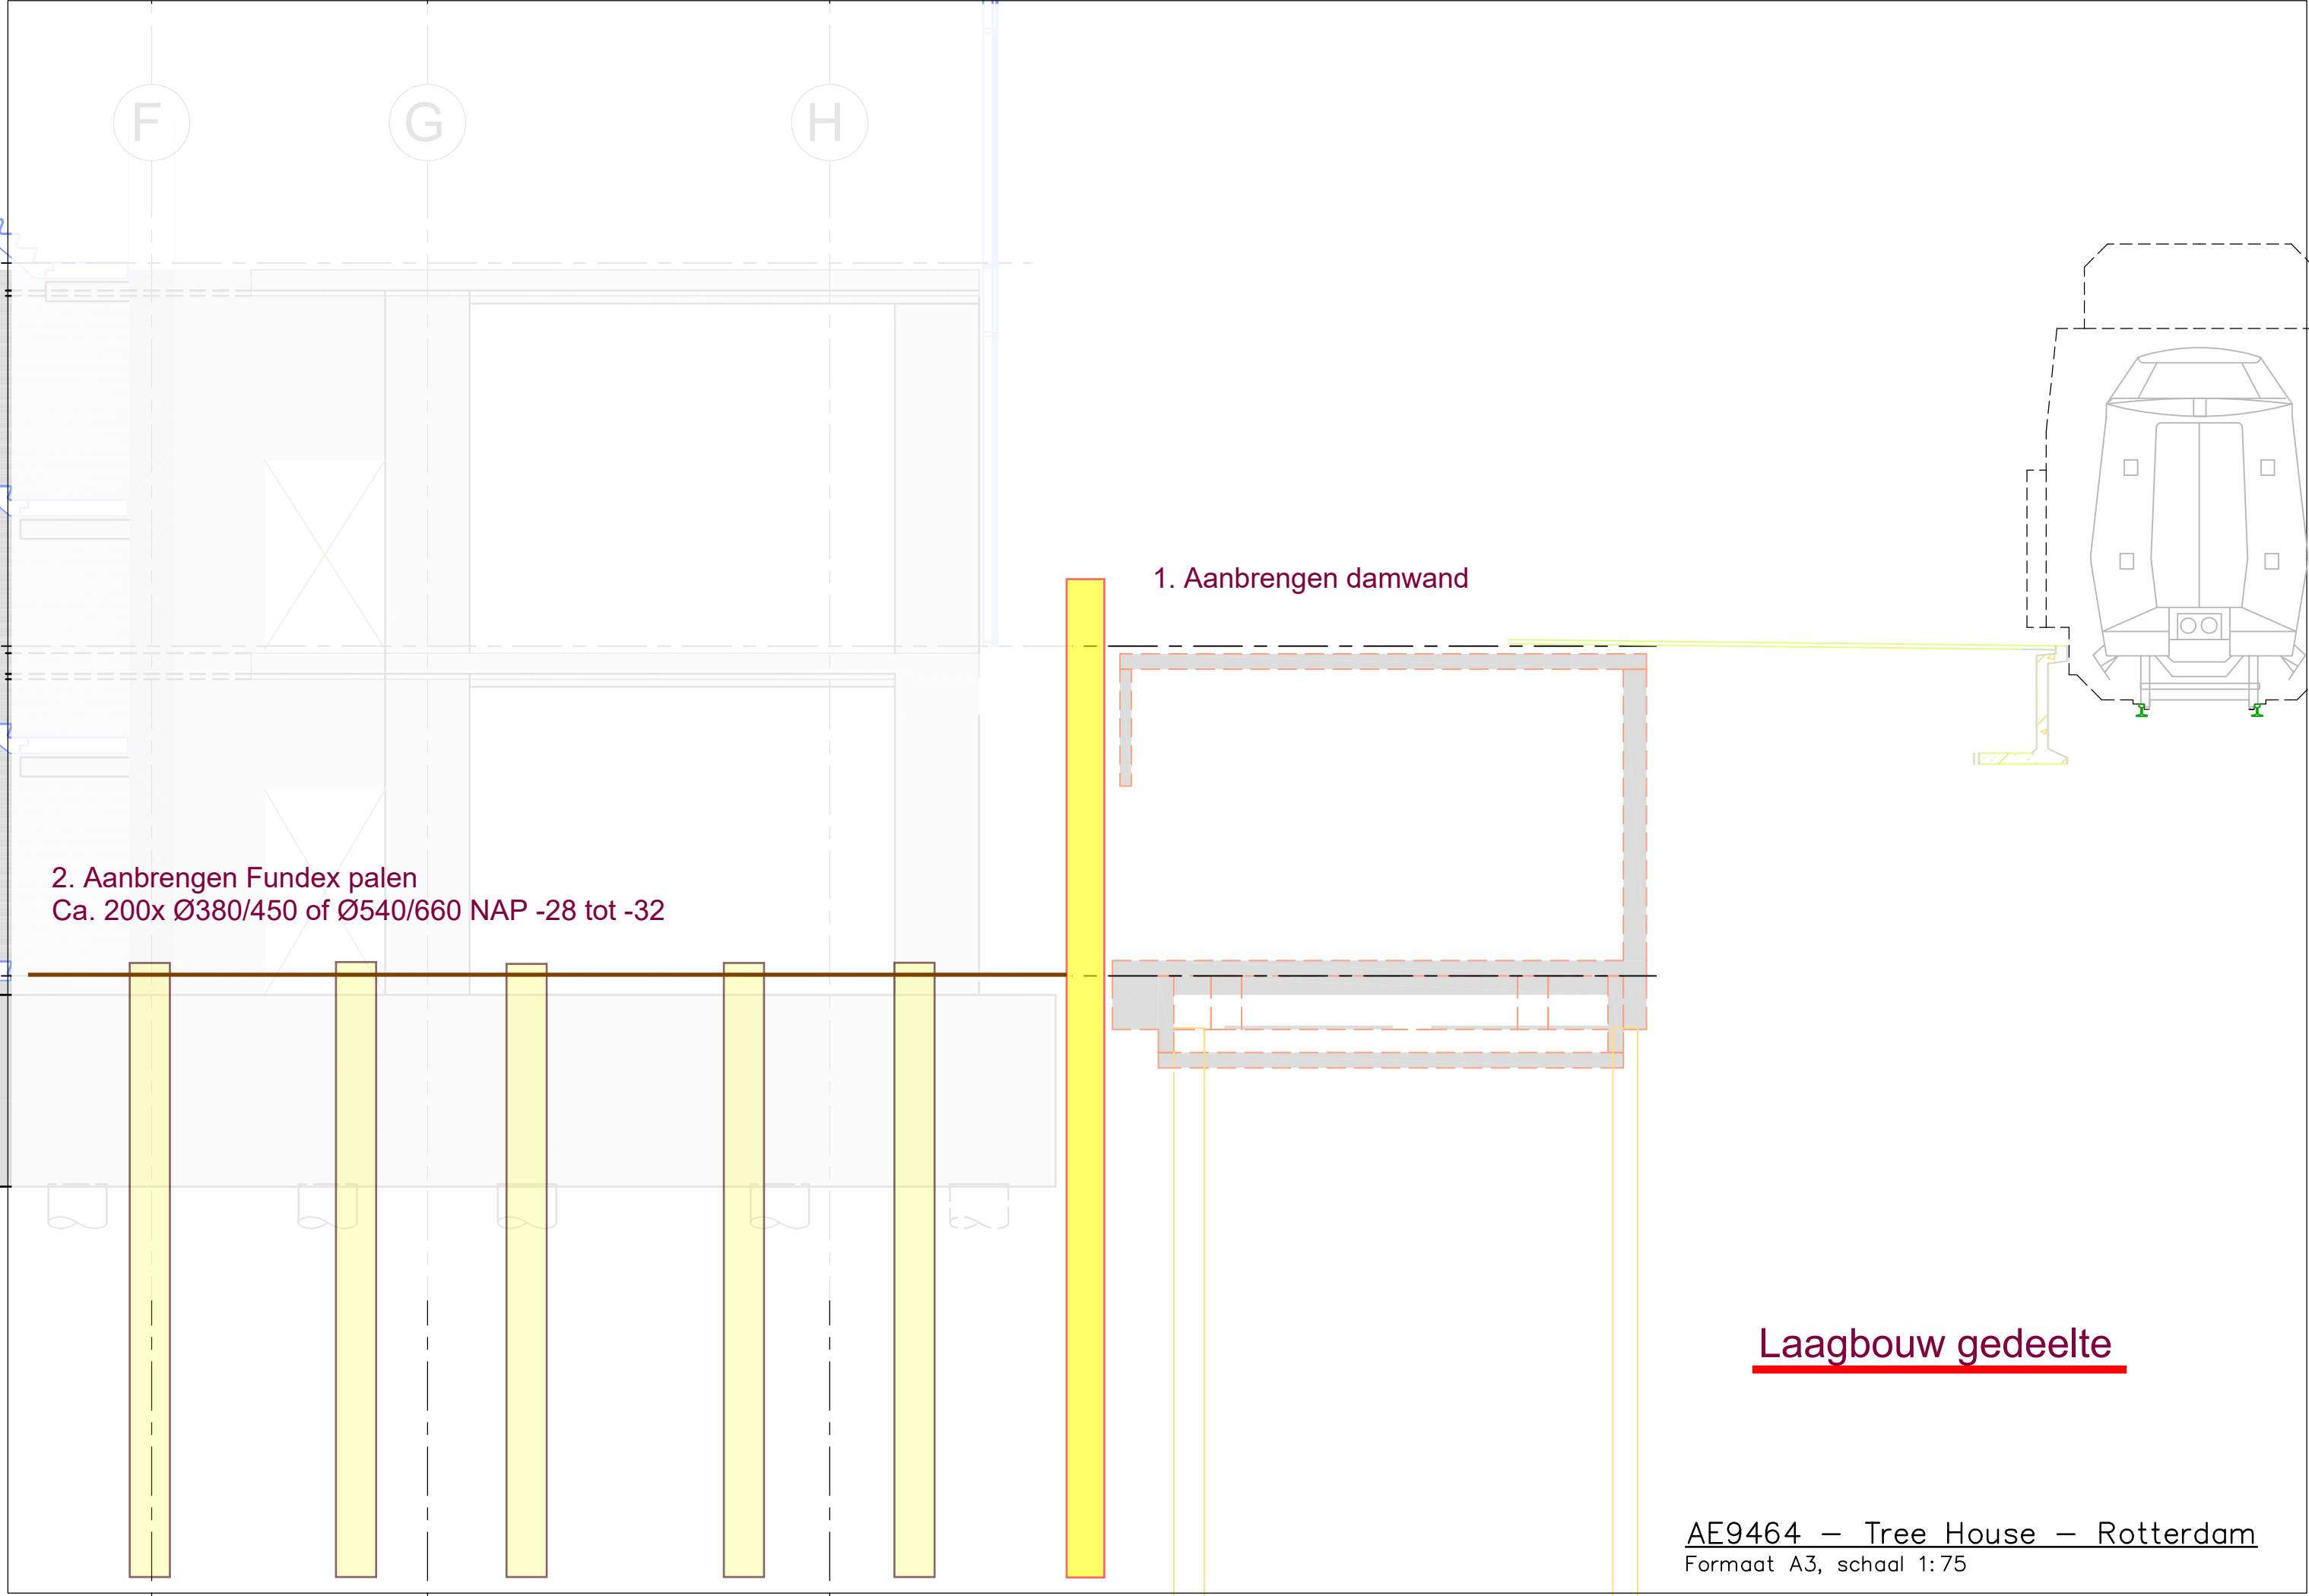 F
G
H
1. Aanbrengen damwand
2. Aanbrengen Fundex palen
Ca. 200x Ø380/450 of Ø540/660 NAP -28 tot -32
Laagbouw gedeelte
AE9464 – Tree House – Rotterdam
Formaat A3, schaal 1:75